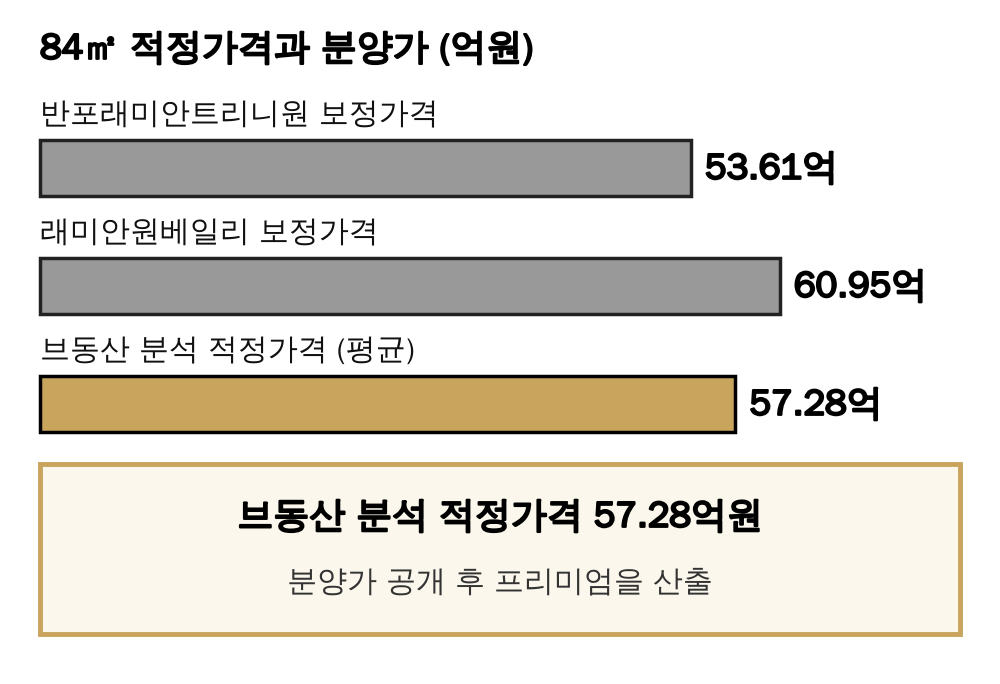 84㎡ 적정가격과 분양가 (억원)
반포래미안트리니원 보정가격
53.61억
래미안원베일리 보정가격
60.95억
브동산 분석 적정가격 (평균)
57.28억
브동산 분석 적정가격 57.28억원
분양가 공개 후 프리미엄을 산출